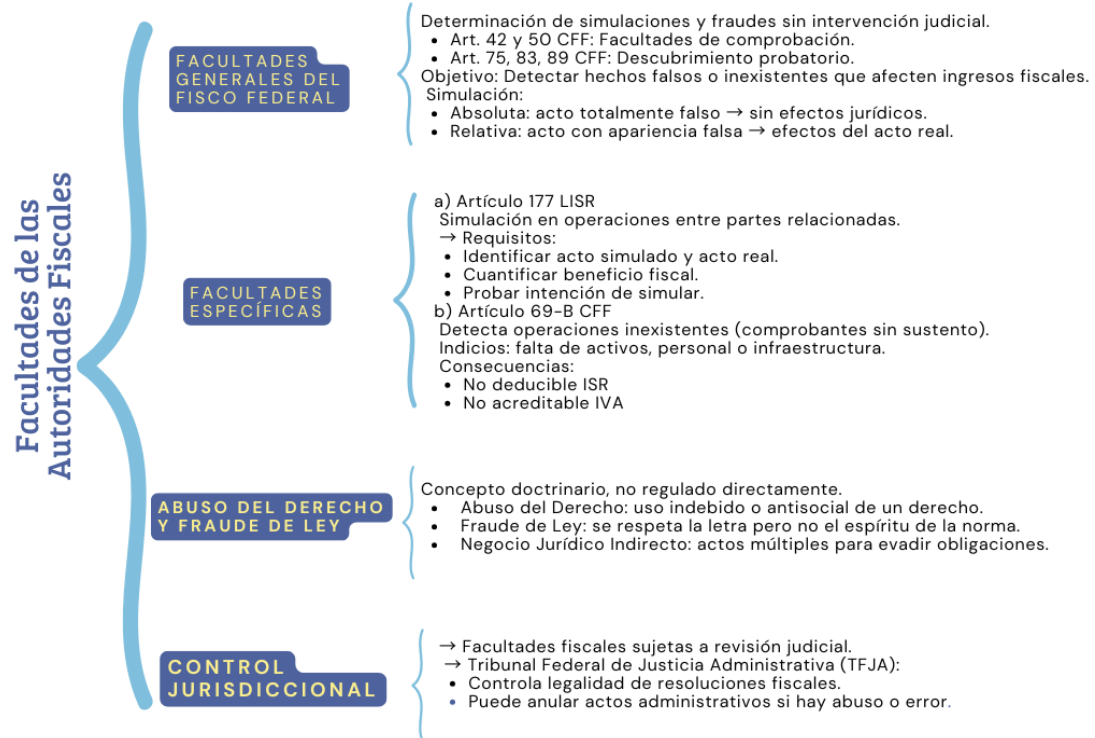 Facultades de las
Autoridades Fiscales
FACULTADES
GENERALES DEL
FISCO FEDERAL
Determinación de simulaciones y fraudes sin intervención judicial.
• Art. 42 y 50 CFF: Facultades de comprobación.
• Art. 75, 83, 89 CFF: Descubrimiento probatorio.
Objetivo: Detectar hechos falsos o inexistentes que afecten ingresos fiscales.
Simulación:
• Absoluta: acto totalmente falso → sin efectos jurídicos.
• Relativa: acto con apariencia falsa → efectos del acto real.
FACULTADES
ESPECÍFICAS
a) Artículo 177 LISR
Simulación en operaciones entre partes relacionadas.
→ Requisitos:
• Identificar acto simulado y acto real.
• Cuantificar beneficio fiscal.
• Probar intención de simular.
b) Artículo 69-B CFF
Detecta operaciones inexistentes (comprobantes sin sustento).
Indicios: falta de activos, personal o infraestructura.
Consecuencias:
• No deducible ISR
• No acreditable IVA
ABUSO DEL DERECHO
Y FRAUDE DE LEY
Concepto doctrinario, no regulado directamente.
• Abuso del Derecho: uso indebido o antisocial de un derecho.
• Fraude de Ley: se respeta la letra pero no el espíritu de la norma.
• Negocio Jurídico Indirecto: actos múltiples para evadir obligaciones.
CONTROL
JURISDICCIONAL
→ Facultades fiscales sujetas a revisión judicial.
→ Tribunal Federal de Justicia Administrativa (TFJA):
• Controla legalidad de resoluciones fiscales.
• Puede anular actos administrativos si hay abuso o error.